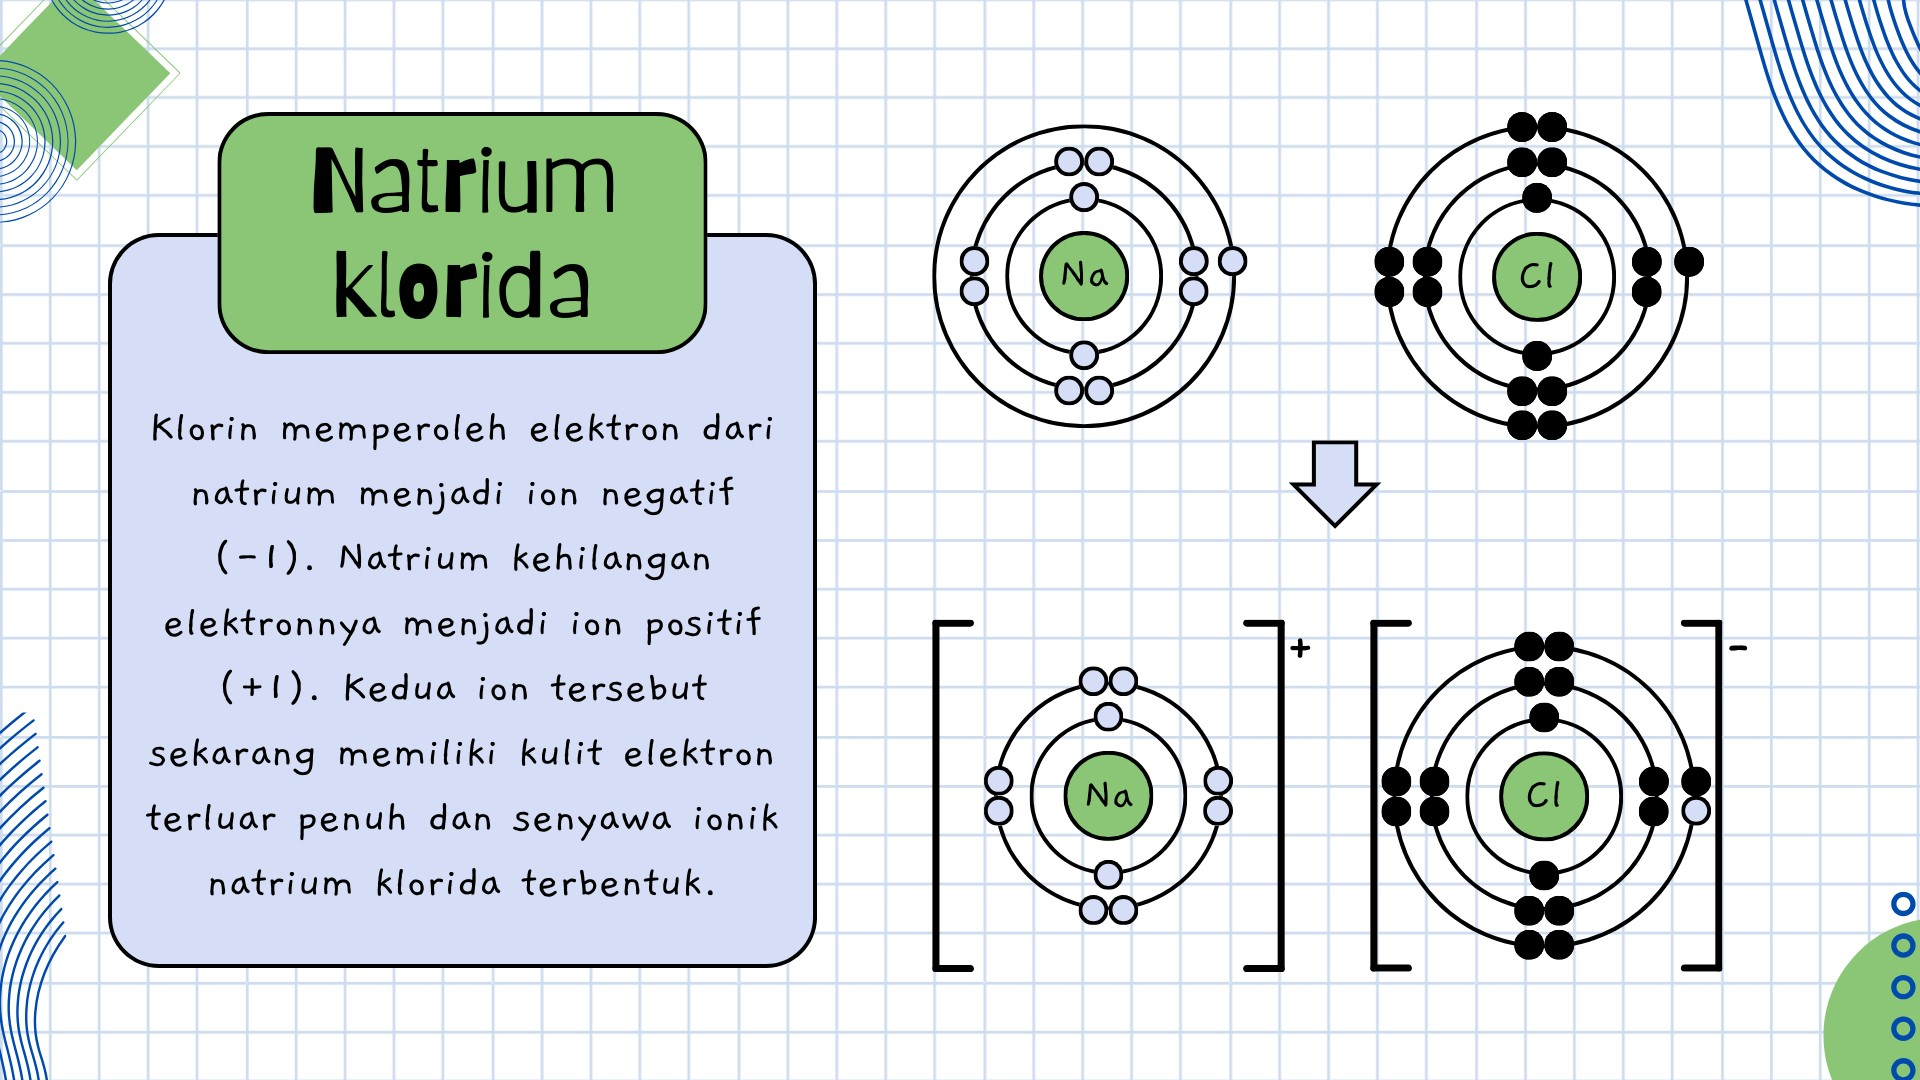 Natrium
klorida
Klorin memperoleh elektron dari
natrium menjadi ion negatif
(-1). Natrium kehilangan
elektronnya menjadi ion positif
(+1). Kedua ion tersebut
sekarang memiliki kulit elektron
terluar penuh dan senyawa ionik
natrium klorida terbentuk.
Na
Cl
Na
+
Cl
-